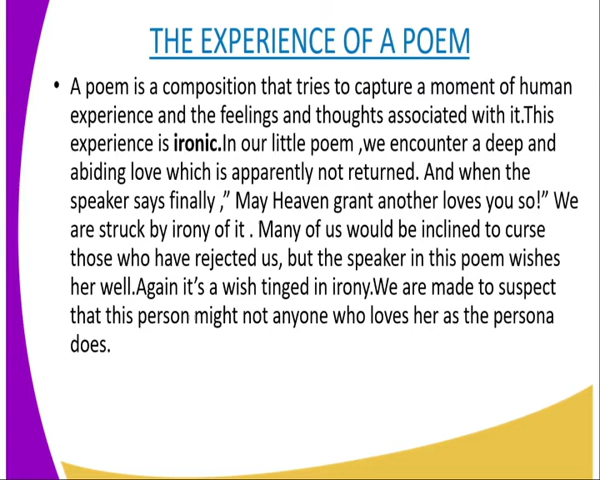 THE EXPERIENCE OF A POEM
• A poem is a composition that tries to capture a moment of human
experience and the feelings and thoughts associated with it.This
experience is ironic.In our little poem ,we encounter a deep and
abiding love which is apparently not returned. And when the
speaker says finally ,” May Heaven grant another loves you so!” We
are struck by irony of it . Many of us would be inclined to curse
those who have rejected us, but the speaker in this poem wishes
her well.Again it’s a wish tinged in irony.We are made to suspect
that this person might not anyone who loves her as the persona
does.